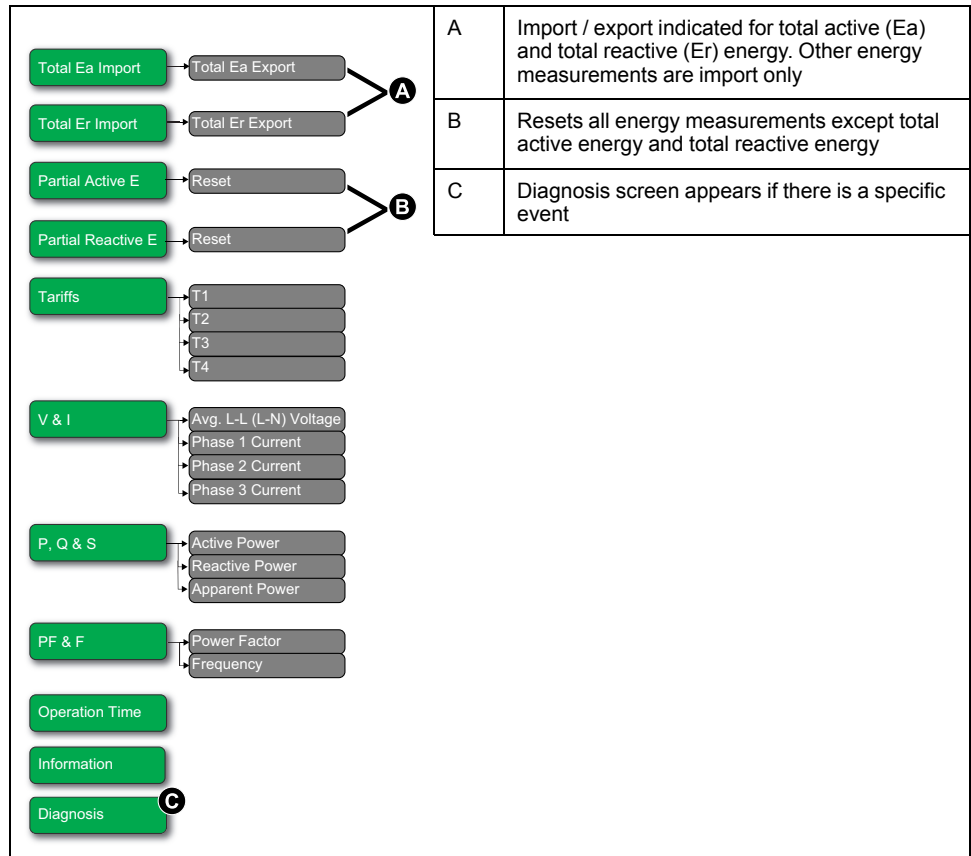 Total Ea Import
Total Ea Export
A
Total Er Import
Total Er Export
Partial Active E
Reset
B
Partial Reactive E
Reset
Tariffs
T1
T2
T3
T4
V & I
Avg. L-L (L-N) Voltage
Phase 1 Current
Phase 2 Current
Phase 3 Current
P, Q & S
Active Power
Reactive Power
Apparent Power
PF & F
Power Factor
Frequency
Operation Time
Information
Diagnosis
C
A
Import / export indicated for total active (Ea)
and total reactive (Er) energy. Other energy
measurements are import only
B
Resets all energy measurements except total
active energy and total reactive energy
C
Diagnosis screen appears if there is a specific
event